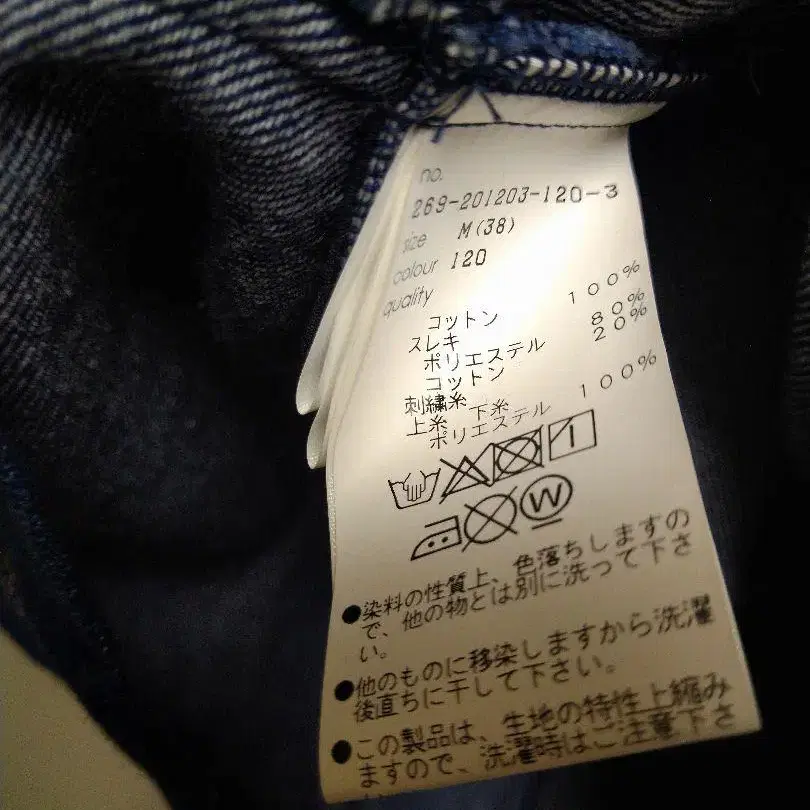 no.
269-201203-120-3
size M(38)
colour 120
quality
コットン 100%
スレキ
ポリエステル 80%
コットン 20%
刺繍糸
上糸 下糸
ポリエステル 100%
W
●染料の性質上、色落ちしますの
で、他の物とは別に洗って下さ
い。
●他のものに移染しますから洗濯
後直ちに干して下さい。
●この製品は、生地の特性上縮み
ますので、洗濯時はご注意下さ